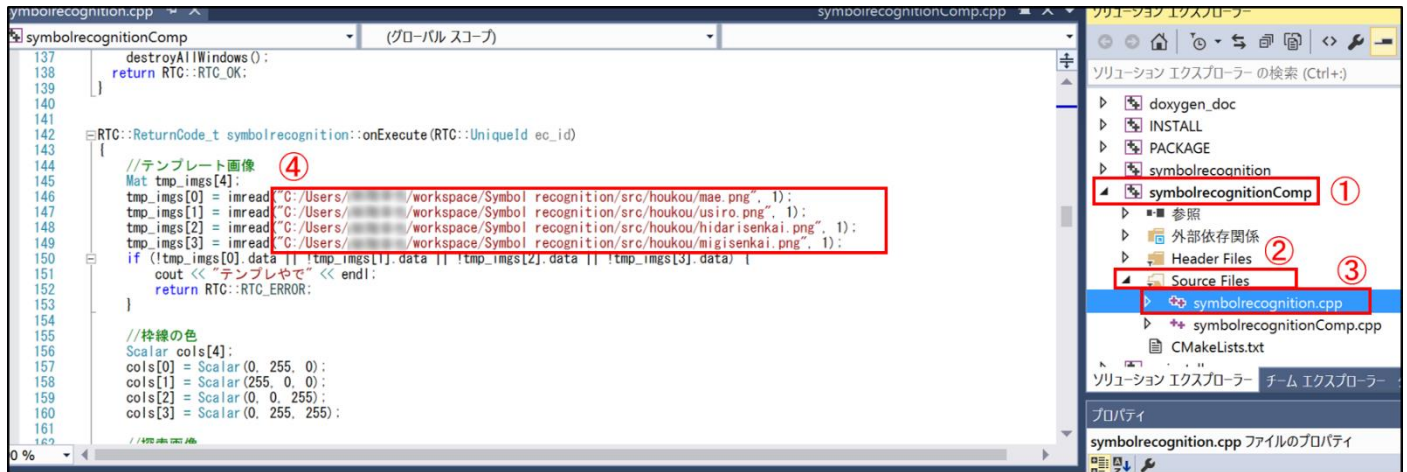 ymbolrecognition.cpp
symbolrecognitionComp.cpp
symbolrecognitionComp
(グローバル スコープ)
137 destroyAllWindows();
138 return RTC::RTC_OK;
139 }
140
141
142 RTC::ReturnCode_t symbolrecognition::onExecute(RTC::UniqueId ec_id)
143 {
144 //テンプレート画像 ④
145 Mat tmp_imgs[4];
146 tmp_imgs[0] = imread("C:/Users/ /workspace/Symbol recognition/src/houkou/mae.png", 1);
147 tmp_imgs[1] = imread("C:/Users/ /workspace/Symbol recognition/src/houkou/usiro.png", 1);
148 tmp_imgs[2] = imread("C:/Users/ /workspace/Symbol recognition/src/houkou/hidarisenkai.png", 1);
149 tmp_imgs[3] = imread("C:/Users/ /workspace/Symbol recognition/src/houkou/migisenkai.png", 1);
150 if (!tmp_imgs[0].data || !tmp_imgs[1].data || !tmp_imgs[2].data || !tmp_imgs[3].data) {
151 cout << "テンプレやで" << endl;
152 return RTC::RTC_ERROR;
153 }
154
155 //枠線の色
156 Scalar cols[4];
157 cols[0] = Scalar(0, 255, 0);
158 cols[1] = Scalar(255, 0, 0);
159 cols[2] = Scalar(0, 0, 255);
160 cols[3] = Scalar(0, 255, 255);
161
162 //探索画像
0 %
ソリューション エクスプローラー
ソリューション エクスプローラー の検索 (Ctrl+:)
doxygen_doc
INSTALL
PACKAGE
symbolrecognition
symbolrecognitionComp ①
参照
外部依存関係
Header Files
② Source Files
③ symbolrecognition.cpp
symbolrecognitionComp.cpp
CMakeLists.txt
ソリューション エクスプローラー チーム エクスプローラー
プロパティ
symbolrecognition.cpp ファイルのプロパティ